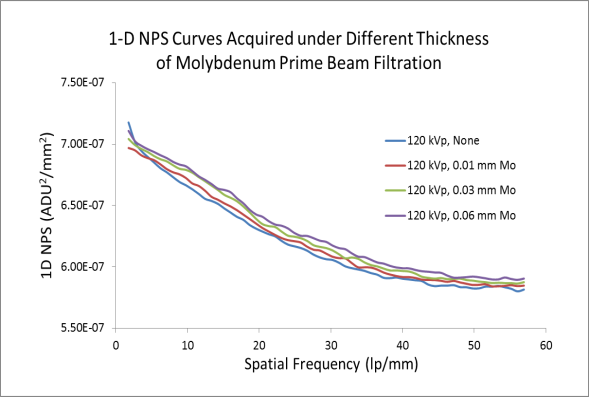 1-D NPS Curves Acquired under Different Thickness
of Molybdenum Prime Beam Filtration
7.50E-07
7.00E-07
6.50E-07
6.00E-07
5.50E-07
1D NPS (ADU²/mm²)
120 kVp, None
120 kVp, 0.01 mm Mo
120 kVp, 0.03 mm Mo
120 kVp, 0.06 mm Mo
0 10 20 30 40 50 60
Spatial Frequency (lp/mm)